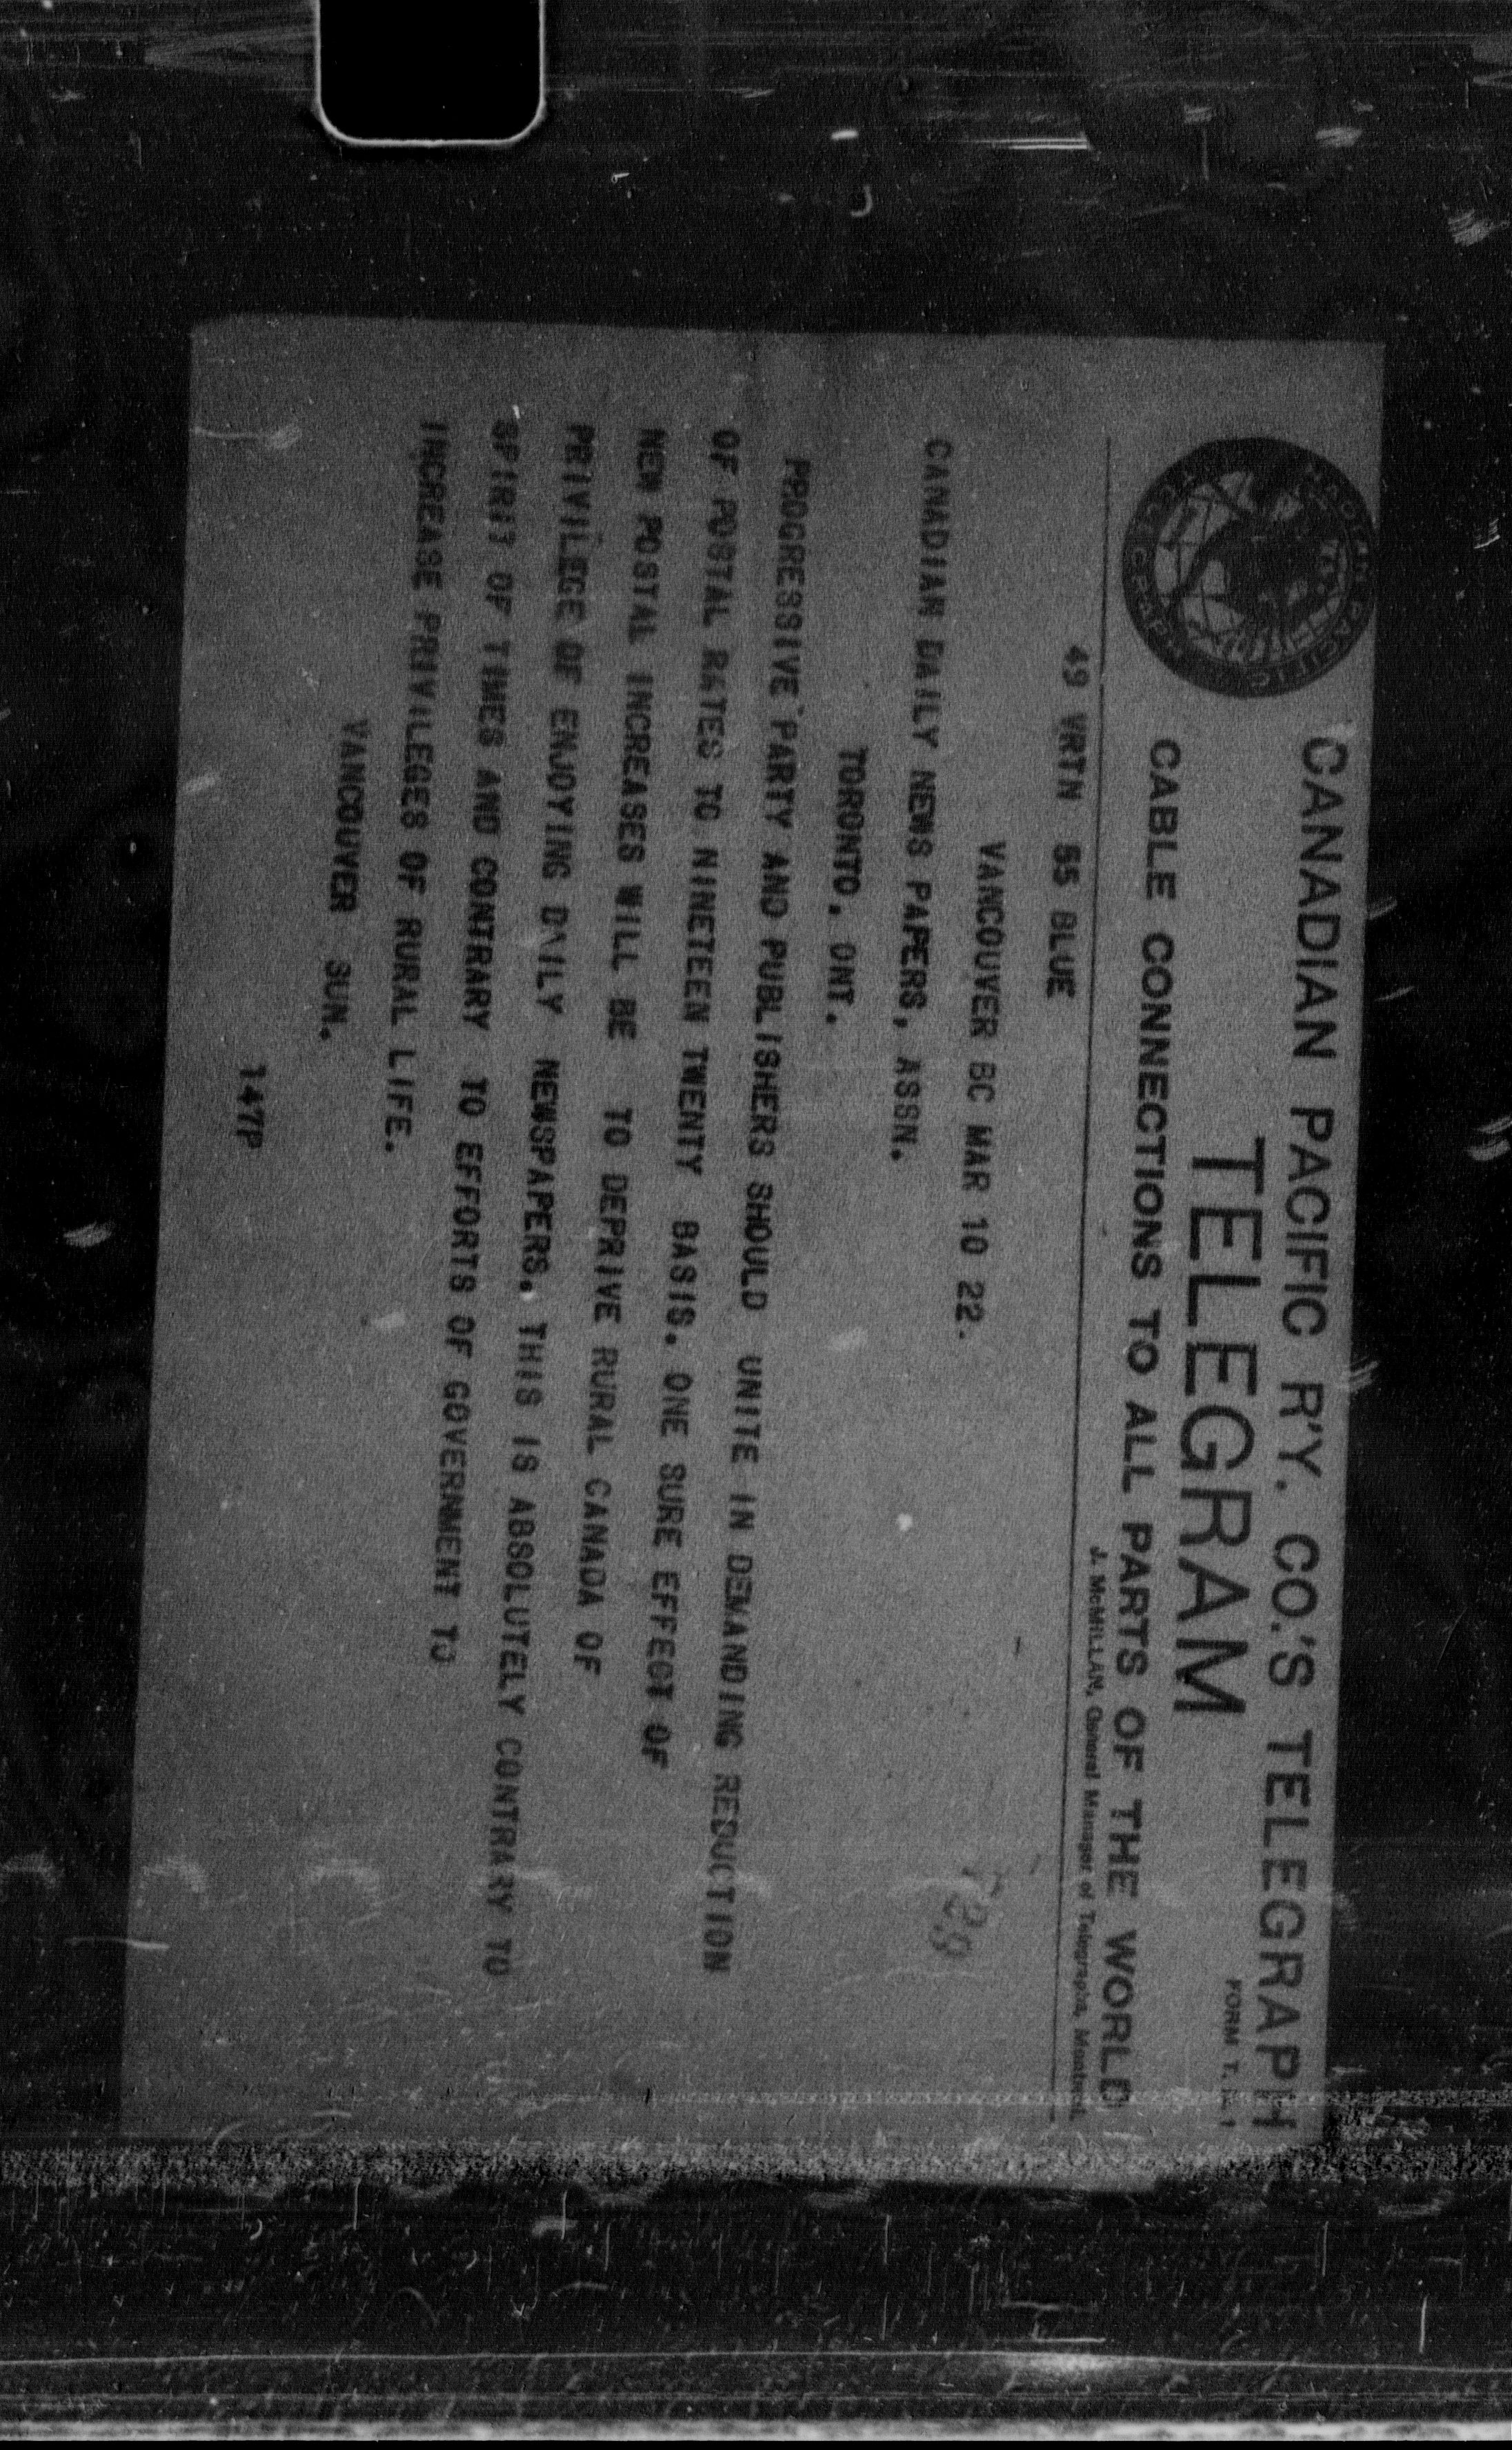 CANADIAN PACIFIC R'Y. CO.'S TELEGRAPH
TELEGRAM
FORM T.
CABLE CONNECTIONS TO ALL PARTS OF THE WORLD
J. McMILLAN, General Manager of Telegraphs, Montreal.
CANADIAN PACIFIC TELEGRAPH
49 VRTN 55 BLUE
VANCOUVER BC MAR 10 22.
CANADIAN DAILY NEWS PAPERS, ASSN.
TORONTO. ONT.
PROGRESSIVE PARTY AND PUBLISHERS SHOULD UNITE IN DEMANDING REDUCTION
OF POSTAL RATES TO NINETEEN TWENTY BASIS. ONE SURE EFFECT OF
NEW POSTAL INCREASES WILL BE TO DEPRIVE RURAL CANADA OF
PRIVILEGE OF ENJOYING DAILY NEWSPAPERS. THIS IS ABSOLUTELY CONTRARY TO
SPIRIT OF TIMES AND CONTRARY TO EFFORTS OF GOVERNMENT TO
INCREASE PRIVILEGES OF RURAL LIFE.
VANCOUVER SUN.
147P